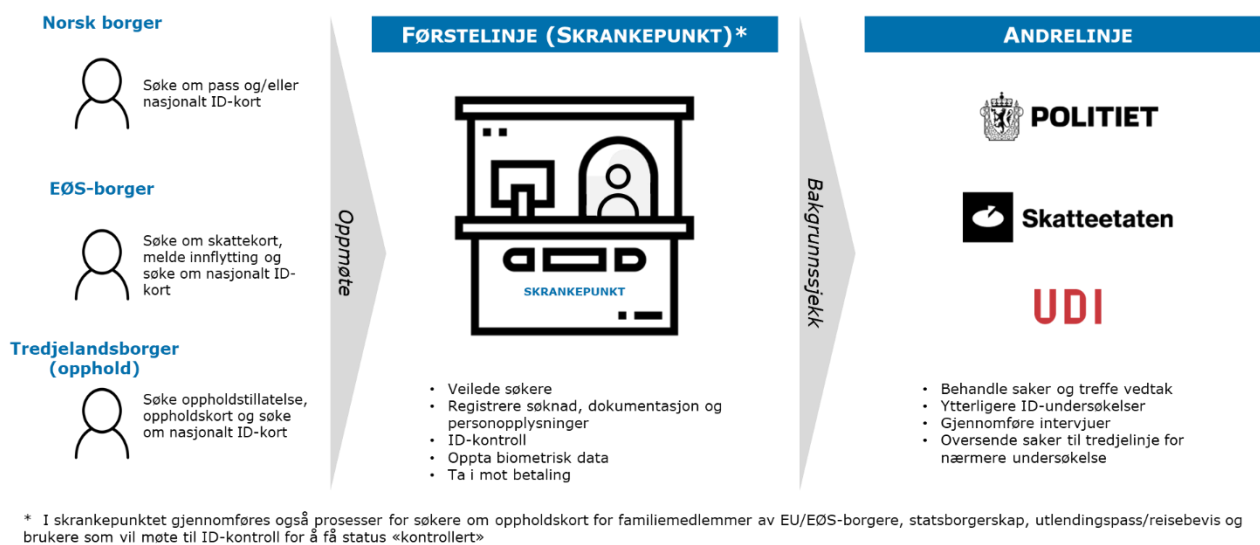 Norsk borger
Søke om pass og/eller
nasjonalt ID-kort
EØS-borger
Søke om skattekort,
melde innflytting og
søke om nasjonalt ID-
kort
Tredjelandsborger
(opphold)
Søke oppholdstillatelse,
oppholdskort og søke
om nasjonalt ID-kort
Oppmøte
FØRSTELINJE (SKRANKEPUNKT)*
SKRANKEPUNKT
• Veilede søkere
• Registrere søknad, dokumentasjon og
personopplysninger
• ID-kontroll
• Oppta biometrisk data
• Ta i mot betaling
Bakgrunnssjekk
ANDRELINJE
POLITIET
Skatteetaten
UDI
• Behandle saker og treffe vedtak
• Ytterligere ID-undersøkelser
• Gjennomføre intervjuer
• Oversende saker til tredjelinje for
nærmere undersøkelse
* I skrankepunktet gjennomføres også prosesser for søkere om oppholdskort for familiemedlemmer av EU/EØS-borgere, statsborgerskap, utlendingspass/reisebevis og
brukere som vil møte til ID-kontroll for å få status «kontrollert»